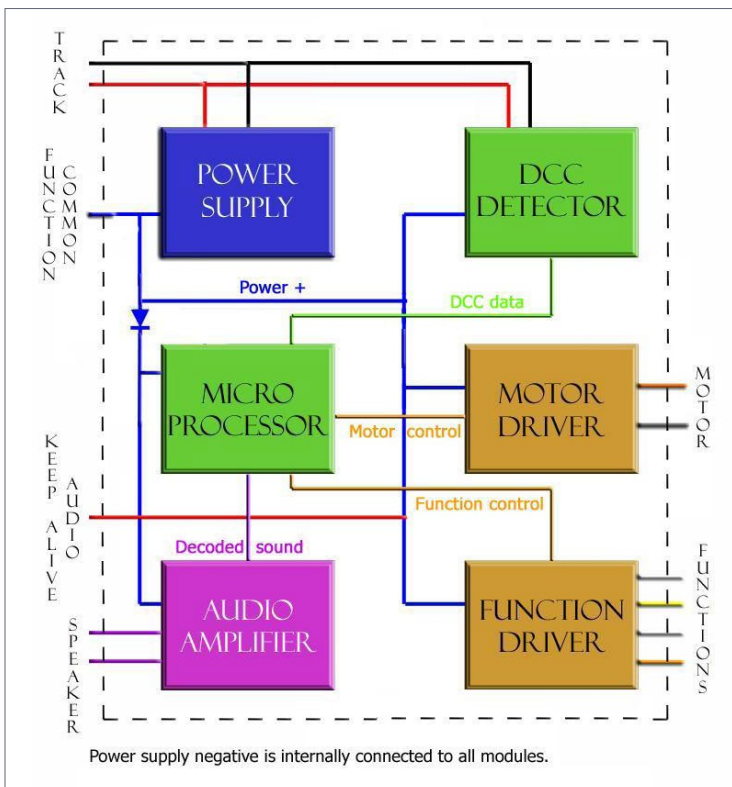 TRACK
POWER
SUPPLY
DCC
DETECTOR
FUNCTION
COMMON
Power +
DCC data
MICRO
PROCESSOR
MOTOR
DRIVER
MOTOR
Motor control
KEEP ALIVE
AUDIO
Function control
Decoded sound
AUDIO
AMPLIFIER
FUNCTION
DRIVER
FUNCTIONS
SPEAKER
Power supply negative is internally connected to all modules.